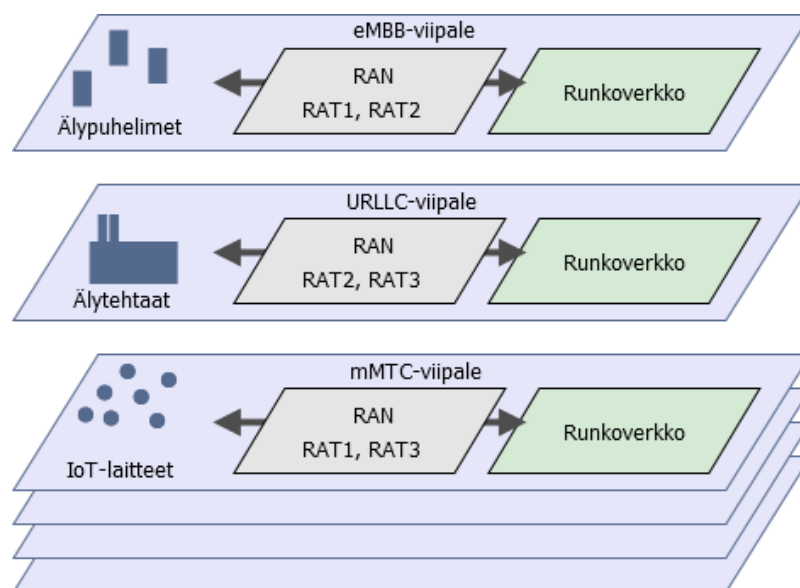 eMBB-viipale
RAN
RAT1, RAT2
Runkoverkko
Älypuhelimet
URLLC-viipale
RAN
RAT2, RAT3
Runkoverkko
Älytehtaat
mMTC-viipale
RAN
RAT1, RAT3
Runkoverkko
IoT-laitteet